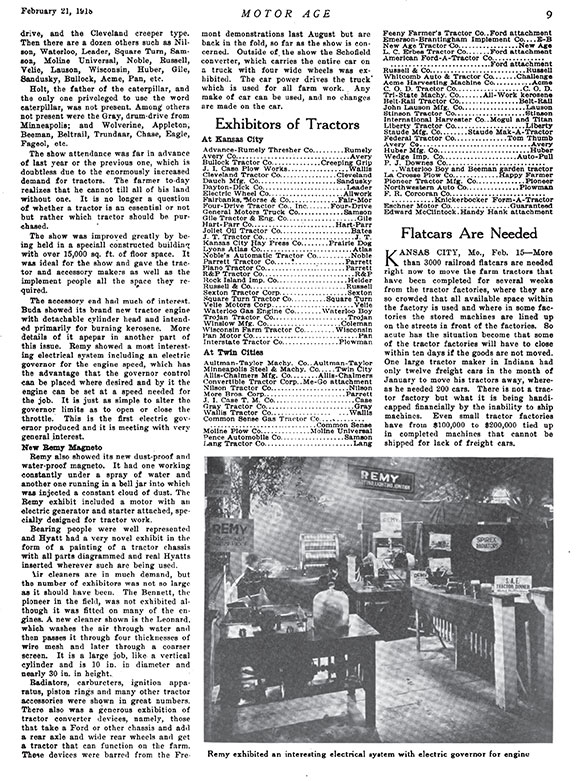 February 21, 1918
MOTOR AGE
9
drive, and the Cleveland creeper type.
Then there are a dozen others such as Nil-
son, Waterloo, Leader, Square Turn, Sam-
son, Moline Universal, Noble, Russell,
Velie, Lauson, Wisconsin, Huber, Gile,
Sandusky, Bullock, Acme, Pan, etc.
Holt, the father of the caterpillar, and
the only one privileged to use the word
caterpillar, was not present. Among others
not present were the Gray, drum-drive from
Minneapolis; and Wolverine, Appleton,
Beeman, Beltrail, Trundaar, Chase, Eagle,
Fageol, etc.
The show attendance was far in advance
of last year or the previous one, which is
doubtless due to the enormously increased
demand for tractors. The farmer to-day
realizes that he cannot till all of his land
without one. It is no longer a question
of whether a tractor is an essential or not
but rather which tractor should be pur-
chased.
The show was improved greatly by be-
ing held in a special constructed building
with over 15,000 sq. ft. of floor space. It
was ideal for the show and gave the trac-
tor and accessory makers as well as the
implement people all the space they re-
quired.
The accessory end had much of interest.
Buda showed its brand new tractor engine
with detachable cylinder head and intend-
ed primarily for burning kerosene. More
details of it appear in another part of
this issue. Remy showed a most interest-
ing electrical system including an electric
governor for the engine speed, which has
the advantage that the governor control
can be placed where desired and by it the
engine can be set at a speed needed for
the job. It is just as simple to alter the
governor limits as to open or close the
throttle. This is the first electric gov-
ernor produced and it is meeting with very
general interest.
New Remy Magneto
Remy also showed its new dust-proof and
water-proof magneto. It had one working
constantly under a spray of water and
another one running in a bell jar into which
was injected a constant cloud of dust. The
Remy exhibit included a motor with an
electric generator and starter attached, spe-
cially designed for tractor work.
Bearing people were well represented
and Hyatt had a very novel exhibit in the
form of a painting of a tractor chassis
with all parts diagrammed and real Hyatts
inserted wherever such are being used.
Air cleaners are in much demand, but
the number of exhibitors was not so large
as it should have been. The Bennett, the
pioneer in the field, was not exhibited al-
though it was fitted on many of the en-
gines. A new cleaner shown is the Leonard,
which washes the air through water and
then passes it through four thicknesses of
wire mesh and later through a coarser
screen. It is a large job, like a vertical
cylinder and is 10 in. in diameter and
nearly 30 in. in height.
Radiators, carbureters, ignition appa-
ratus, piston rings and many other tractor
accessories were shown in great numbers.
There also was a generous exhibition of
tractor converter devices, namely, those
that take a Ford or other chassis and add
a rear axle and wide rear wheels and get
a tractor that can function on the farm.
These devices were barred from the Fre-
mont demonstrations last August but are
back in the fold, so far as the show is con-
cerned. Outside of the show the Schofield
converter, which carries the entire car on
a truck with four wide wheels was ex-
hibited. The car power drives the truck
which is used for all farm work. Any
make of car can be used, and no changes
are made on the car.
Exhibitors of Tractors
At Kansas City
Advance-Rumely Thresher Co.....Rumely
Avery Co.....Avery
Bullock Tractor Co.....Creeping Grip
J. I. Case Plow Works.....Wallis
Cleveland Tractor Co.....Cleveland
Dauch Mfg. Co.....Sandusky
Dayton-Dick Co.....Leader
Electric Wheel Co.....Allwork
Fairbanks, Morse & Co.....Fair-Mor
Four-Drive Tractor Co., Inc.....Four-Drive
General Motors Truck Co.....Samson
Gile Tractor & Eng. Co.....Gile
Hart-Parr Co.....Hart-Parr
Joliet Oil Tractor Co.....Bates
J. T. Tractor Co.....J. T.
Kansas City Hay Press Co.....Prairie Dog
Lyons Atlas Co.....Atlas
Noble's Automatic Tractor Co.....Noble
Parrett Tractor Co.....Parrett
Plano Tractor Co.....Parrett
R&P Tractor Co.....R&P
Rock Island Imp. Co.....Heider
Russell & Co.....Russell
Sexton Tractor Corp.....Sexton
Square Turn Tractor Co.....Square Turn
Velie Motors Corp.....Velie
Waterloo Gas Engine Co.....Waterloo Boy
Trojan Tractor Co.....Trojan
Winslow Mfg. Co.....Coleman
Wisconsin Farm Tractor Co.....Wisconsin
Pan Motor Co.....Pan
Interstate Tractor Co.....Plowman
At Twin Cities
Aultman-Taylor Machy. Co..Aultman-Taylor
Minneapolis Steel & Machy. Co.....Twin City
Allis-Chalmers Mfg. Co.....Allis-Chalmers
Convertible Tractor Corp..Me-Go attachment
Nilson Tractor Co.....Nilson
More Bros. Corp.....Parrett
J. I. Case T. M. Co.....Case
Gray Tractor Co.....Gray
Wallis Tractor Co.....Wallis
Common Sense Gas Tractor Co.
.....Common Sense
Moline Plow Co.....Moline Universal
Pence Automobile Co.....Samson
Lang Tractor Co.....Lang
Feeny Farmer's Tractor Co..Ford attachment
Emerson-Brantingham Implement Co....E-B
New Age Tractor Co.....New Age
L. C. Erbes Tractor Co.....Ford attachment
American Ford-A-Tractor Co.
.....Ford attachment
Russell & Co.....Russell
Whitcomb Auto & Tractor Co.....Challenge
Acme Harvesting Machine Co.....Acme
C. O. D. Tractor Co.....C. O. D.
Tri-State Machy. Co.....All-Work kerosene
Belt-Rail Tractor Co.....Belt-Rail
John Lauson Mfg. Co.....Lauson
Stinson Tractor Co.....Stinson
International Harvester Co..Mogul and Titan
Liberty Tractor Co.....Liberty
Staude Mfg. Co.....Staude Mak-A-Tractor
Federal Tractor Co.....Tom Thumb
Avery Co.....Avery
Huber Mfg. Co.....Huber
Wedge Imp. Co.....Auto-Pull
P. J. Downes Co.
.....Waterloo Boy and Beeman garden tractor
La Crosse Plow Co.....Happy Farmer
Pioneer Tractor Mfg. Co.....Pioneer
Northwestern Auto Co.....Plowman
F. R. Corcoran Co.
.....Knickerbocker Form-A-Tractor
Eschner Motor Co.....Guaranteed
Edward McClintock.Handy Hank attachment
Flatcars Are Needed
KANSAS CITY, Mo., Feb. 15—More
than 3000 railroad flatcars are needed
right now to move the farm tractors that
have been completed for several weeks
from the tractor factories, where they are
so crowded that all available space within
the factory is used and where in some fac-
tories the stored machines are lined up
on the streets in front of the factories. So
acute has the situation become that some
of the tractor factories will have to close
within ten days if the goods are not moved.
One large tractor maker in Indiana had
only twelve freight cars in the month of
January to move his tractors away, where-
as he needed 200 cars. There is not a trac-
tor factory but what it is being handi-
capped financially by the inability to ship
machines. Even small tractor factories
have from $100,000 to $200,000 tied up
in completed machines that cannot be
shipped for lack of freight cars.
REMY
REMY
REMY
SPIREX
RADIATORS
S.A.E.
TRACTOR DINNER
Remy exhibited an interesting electrical system with electric governor for engine